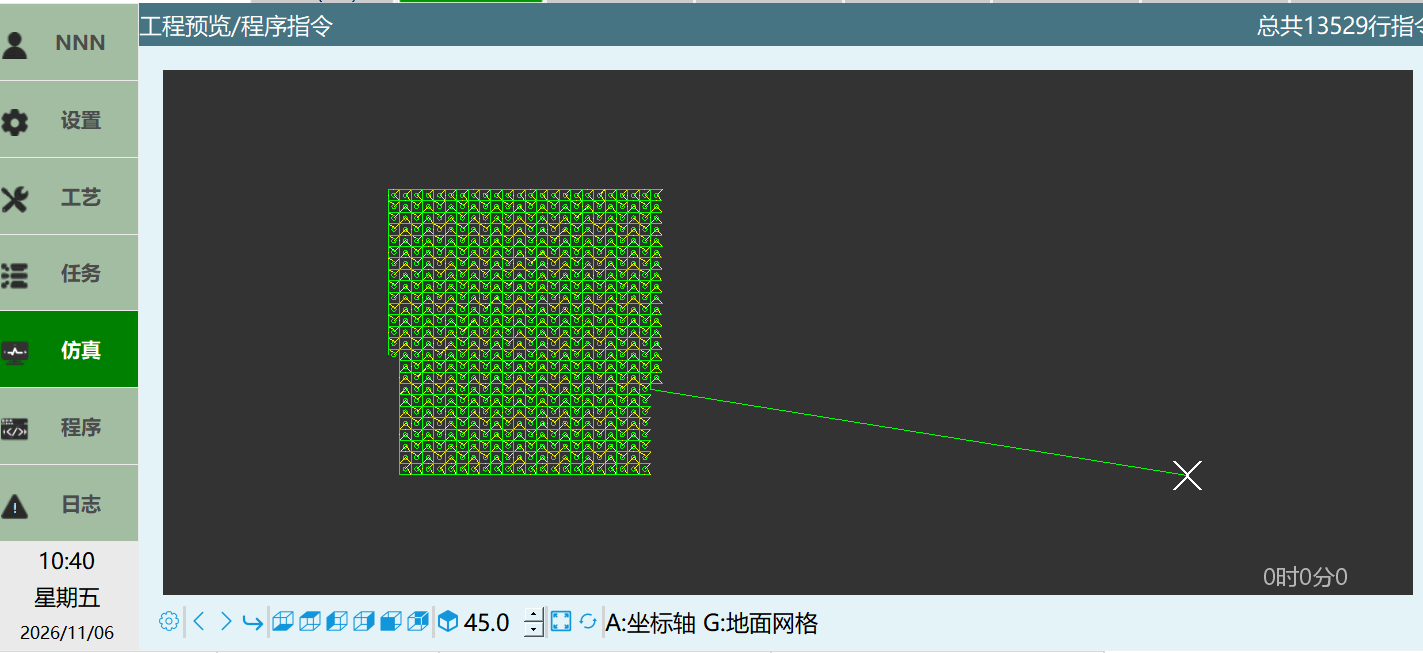 工程预览/程序指令
总共13529行指令
NNN
设置
工艺
任务
仿真
程序
日志
10:40
星期五
2026/11/06
0时0分0
45.0
A:坐标轴 G:地面网格